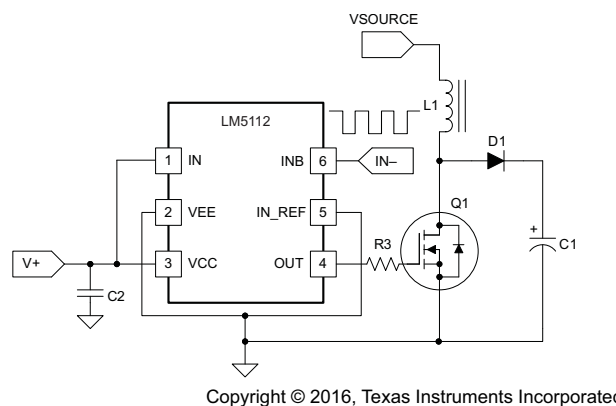 VSOURCE
L1
LM5112
D1
1 IN
INB 6
IN–
2 VEE
IN_REF 5
Q1
V+
3 VCC
OUT 4
R3
+
C1
C2
Copyright © 2016, Texas Instruments Incorporated